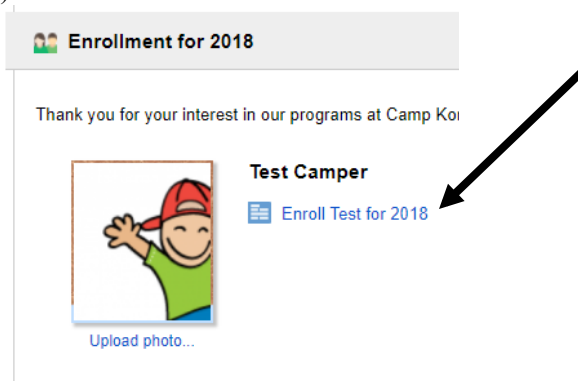 Enrollment for 2018
Thank you for your interest in our programs at Camp
Test Camper
Enroll Test for 2018
Upload photo...